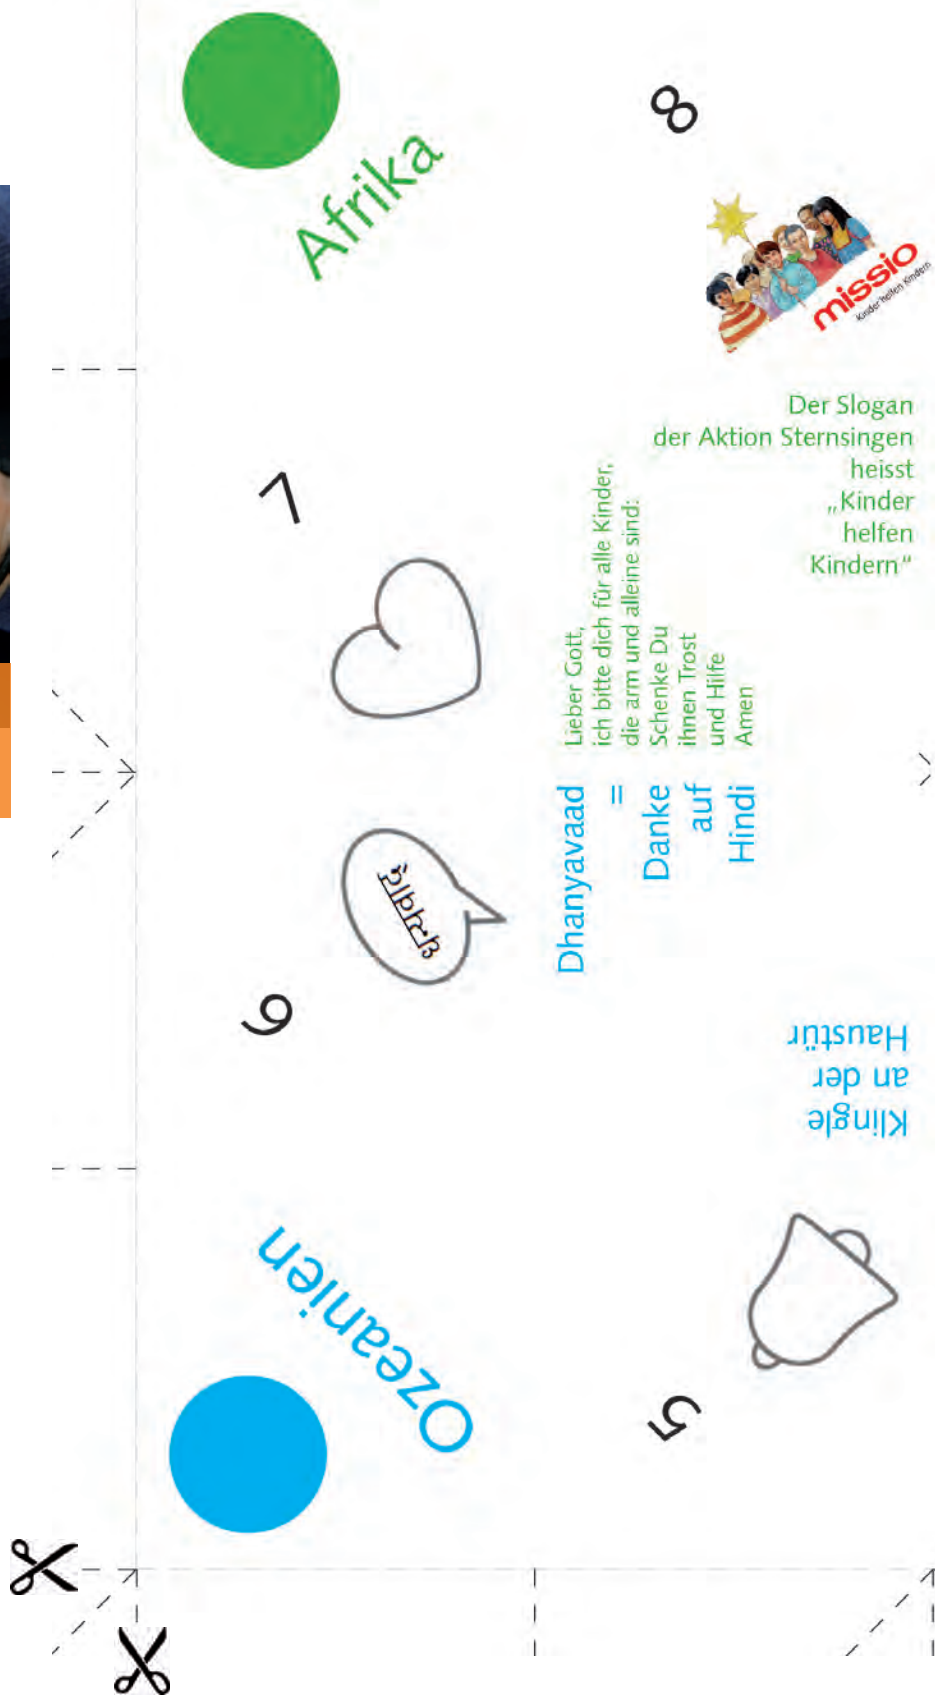 Afrika
8
missio
Kinder helfen Kindern
Der Slogan
der Aktion Sternsingen
heisst
„Kinder
helfen
Kindern“
7
Lieber Gott,
ich bitte dich für alle Kinder,
die arm und alleine sind:
Schenke Du
ihnen Trost
und Hilfe
Amen
Dhanyavaad
=
Danke
auf
Hindi
6
Klingle
an der
Haustür
5
Ozeanien